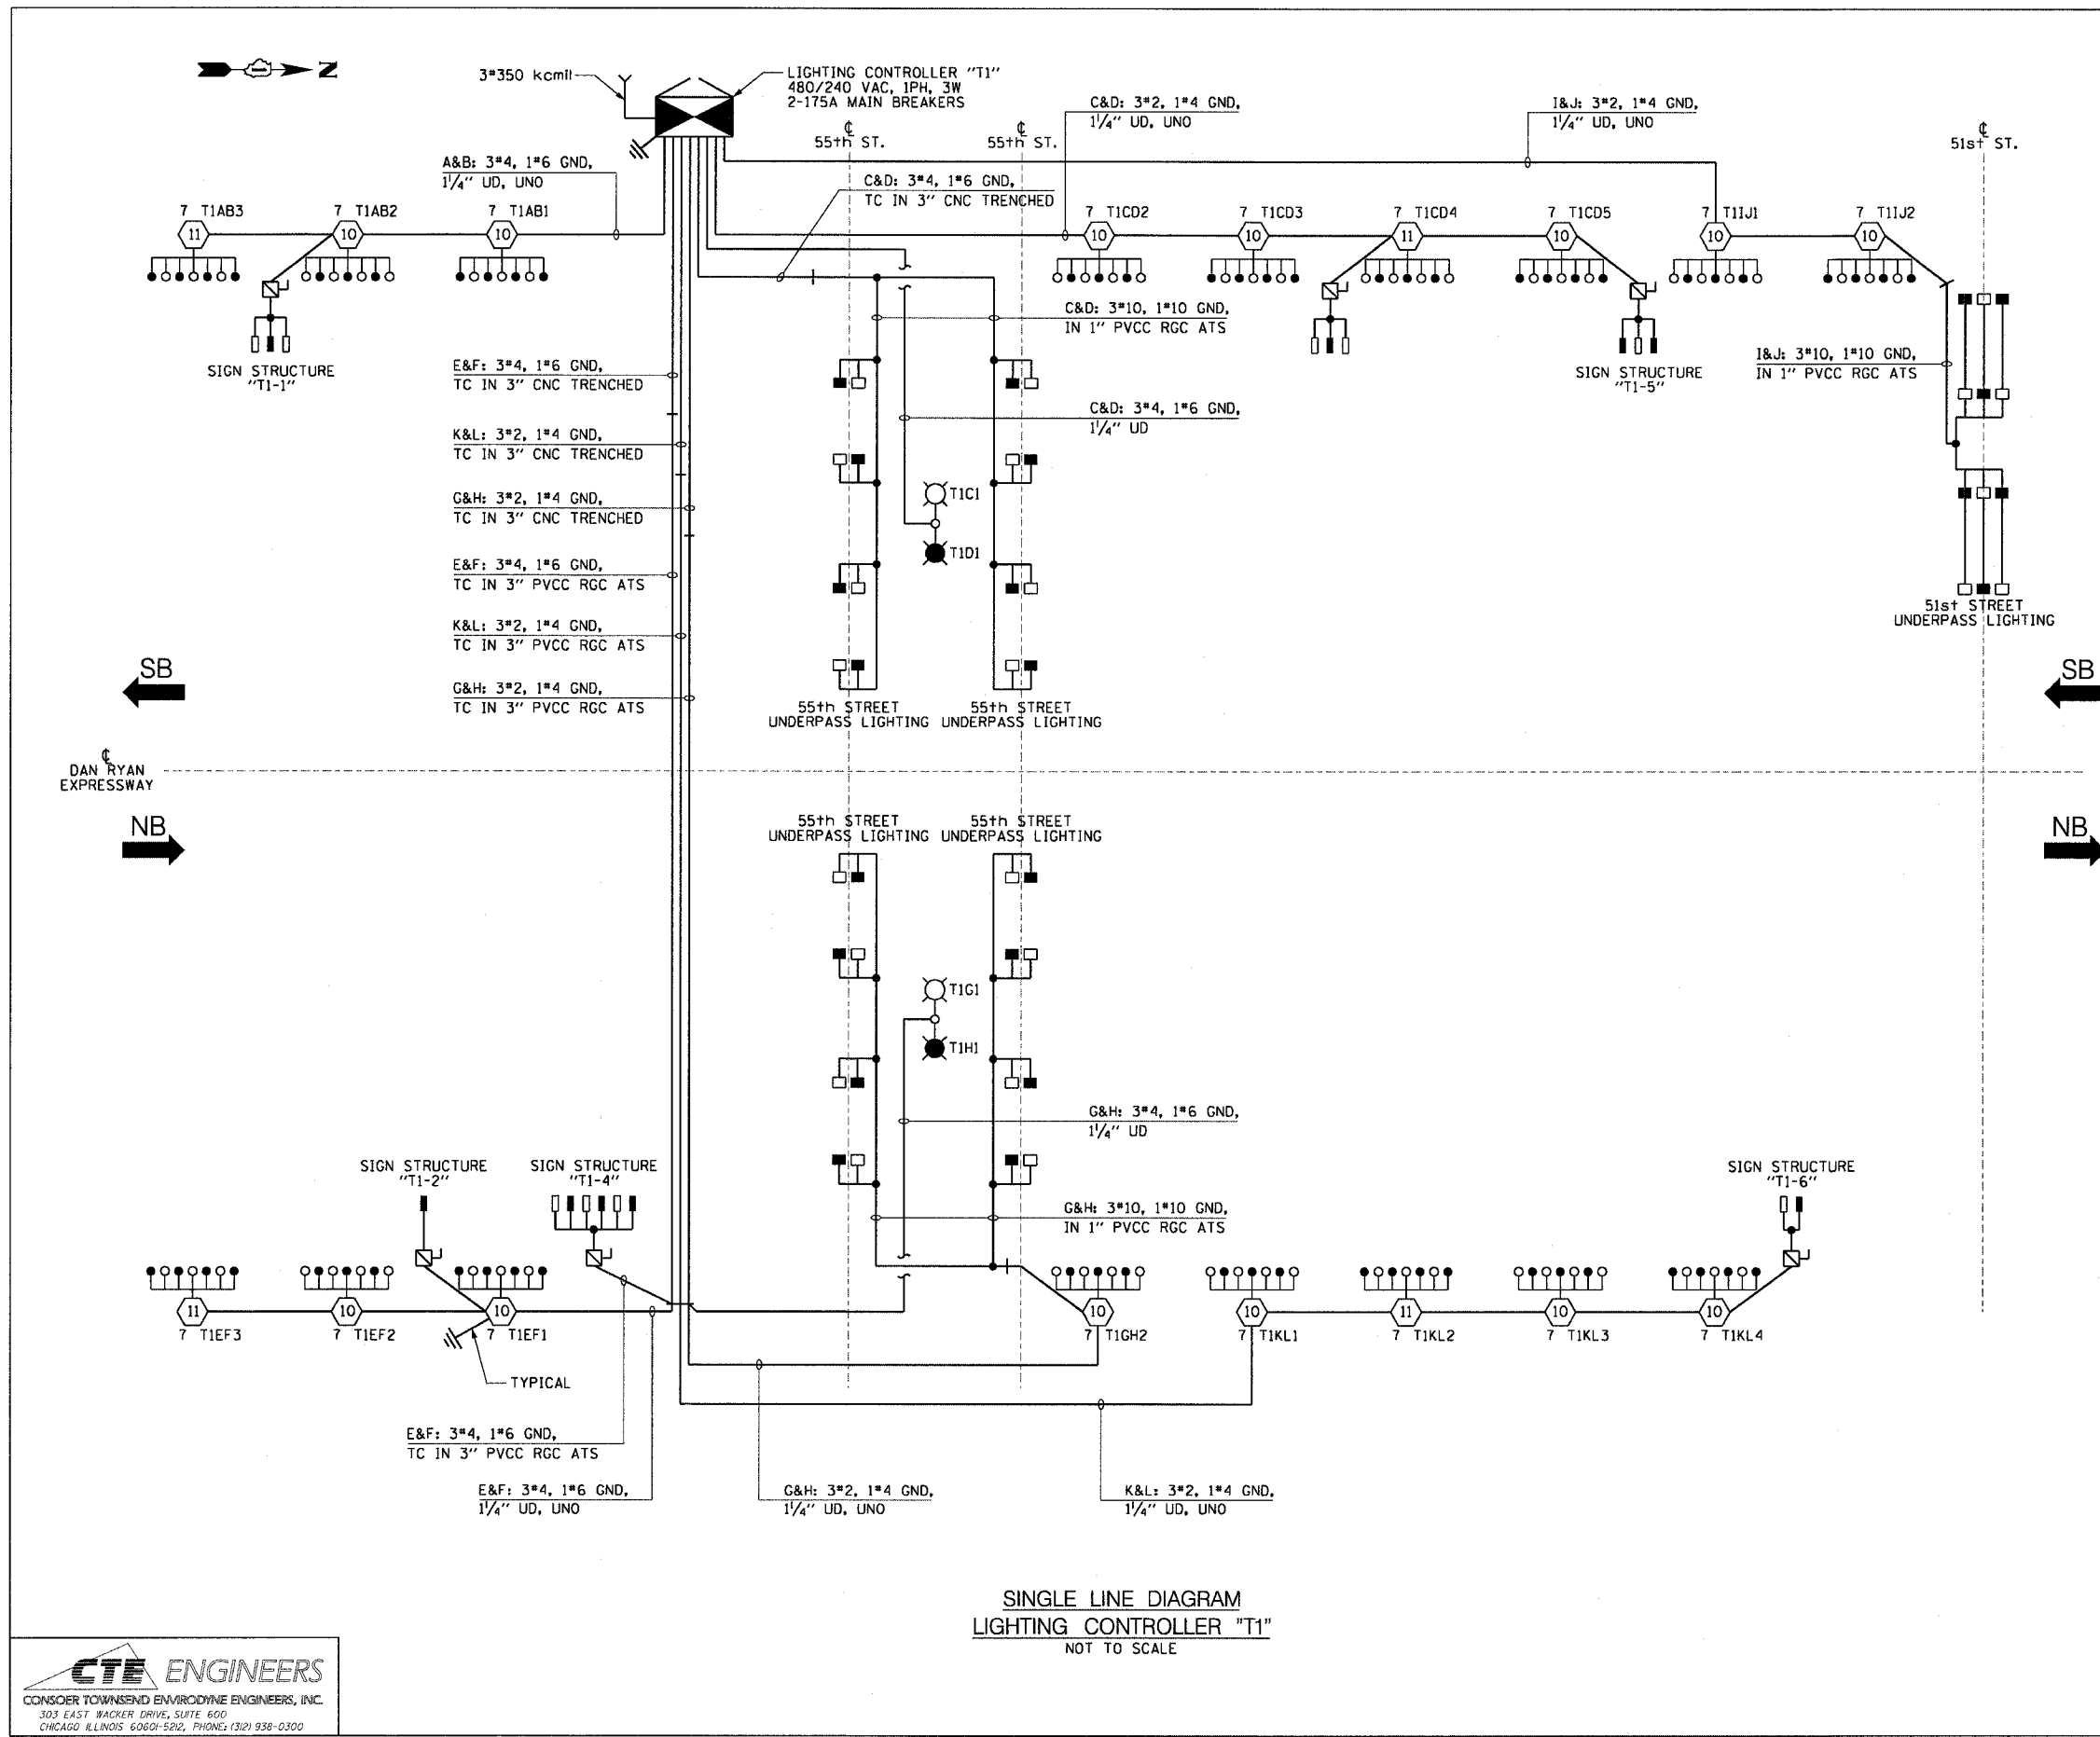 N
3#350 kcmil
LIGHTING CONTROLLER "T1"
480/240 VAC, 1PH, 3W
2-175A MAIN BREAKERS
℄
55th ST.
℄
55th ST.
C&D: 3#2, 1#4 GND,
1 1/4" UD, UNO
I&J: 3#2, 1#4 GND,
1 1/4" UD, UNO
℄
51st ST.
A&B: 3#4, 1#6 GND,
1 1/4" UD, UNO
C&D: 3#4, 1#6 GND,
TC IN 3" CNC TRENCHED
7 T1AB3
11
7 T1AB2
10
7 T1AB1
10
7 T1CD2
10
7 T1CD3
10
7 T1CD4
11
7 T1CD5
10
7 T1IJ1
10
7 T1IJ2
10
SIGN STRUCTURE
"T1-1"
C&D: 3#10, 1#10 GND,
IN 1" PVCC RGC ATS
SIGN STRUCTURE
"T1-5"
I&J: 3#10, 1#10 GND,
IN 1" PVCC RGC ATS
E&F: 3#4, 1#6 GND,
TC IN 3" CNC TRENCHED
C&D: 3#4, 1#6 GND,
1 1/4" UD
K&L: 3#2, 1#4 GND,
TC IN 3" CNC TRENCHED
G&H: 3#2, 1#4 GND,
TC IN 3" CNC TRENCHED
T1C1
T1D1
E&F: 3#4, 1#6 GND,
TC IN 3" PVCC RGC ATS
K&L: 3#2, 1#4 GND,
TC IN 3" PVCC RGC ATS
51st STREET
UNDERPASS LIGHTING
SB
G&H: 3#2, 1#4 GND,
TC IN 3" PVCC RGC ATS
SB
55th STREET
UNDERPASS LIGHTING
55th STREET
UNDERPASS LIGHTING
℄
DAN RYAN
EXPRESSWAY
NB
55th STREET
UNDERPASS LIGHTING
55th STREET
UNDERPASS LIGHTING
NB
T1G1
T1H1
G&H: 3#4, 1#6 GND,
1 1/4" UD
SIGN STRUCTURE
"T1-2"
SIGN STRUCTURE
"T1-4"
SIGN STRUCTURE
"T1-6"
G&H: 3#10, 1#10 GND,
IN 1" PVCC RGC ATS
11
7 T1EF3
10
7 T1EF2
10
7 T1EF1
10
7 T1GH2
10
7 T1KL1
11
7 T1KL2
10
7 T1KL3
10
7 T1KL4
TYPICAL
E&F: 3#4, 1#6 GND,
TC IN 3" PVCC RGC ATS
E&F: 3#4, 1#6 GND,
1 1/4" UD, UNO
G&H: 3#2, 1#4 GND,
1 1/4" UD, UNO
K&L: 3#2, 1#4 GND,
1 1/4" UD, UNO
SINGLE LINE DIAGRAM
LIGHTING CONTROLLER "T1"
NOT TO SCALE
CTE ENGINEERS
CONSOER TOWNSEND ENVIRODYNE ENGINEERS, INC.
303 EAST WACKER DRIVE, SUITE 600
CHICAGO ILLINOIS 60601-5212, PHONE: (312) 938-0300